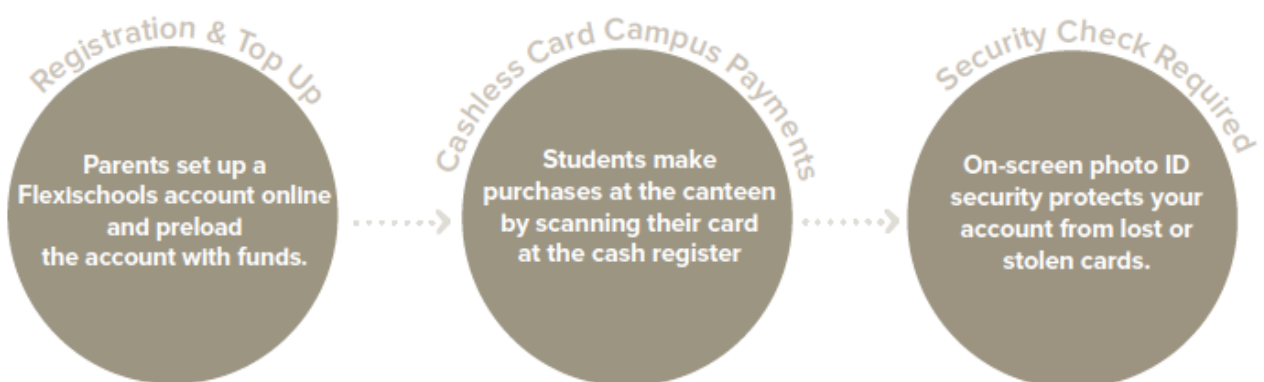 Registration & Top Up
Parents set up a
Flexischools account online
and preload
the account with funds.
Cashless Card Campus Payments
Students make
purchases at the canteen
by scanning their card
at the cash register
Security Check Required
On-screen photo ID
security protects your
account from lost or
stolen cards.